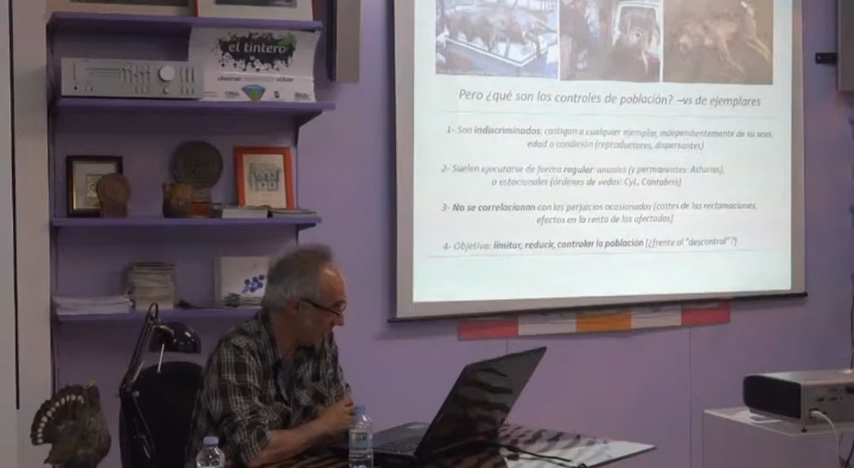 el tintero
Pero ¿qué son los controles de población? –vs de ejemplares
1- Son indiscriminados: castigan a cualquier ejemplar, independientemente de su sexo,
edad o condición (reproductores, dispersantes)
2- Suelen ejecutarse de forma regular: anuales (y permanentes: Asturias),
o estacionales (órdenes de vedas: CyL, Cantabria)
3- No se correlacionan con los perjuicios ocasionados (costes de las reclamaciones,
efectos en la renta de los afectados)
4- Objetivo: limitar, reducir, controlar la población (¿frente al "descontrol"?)